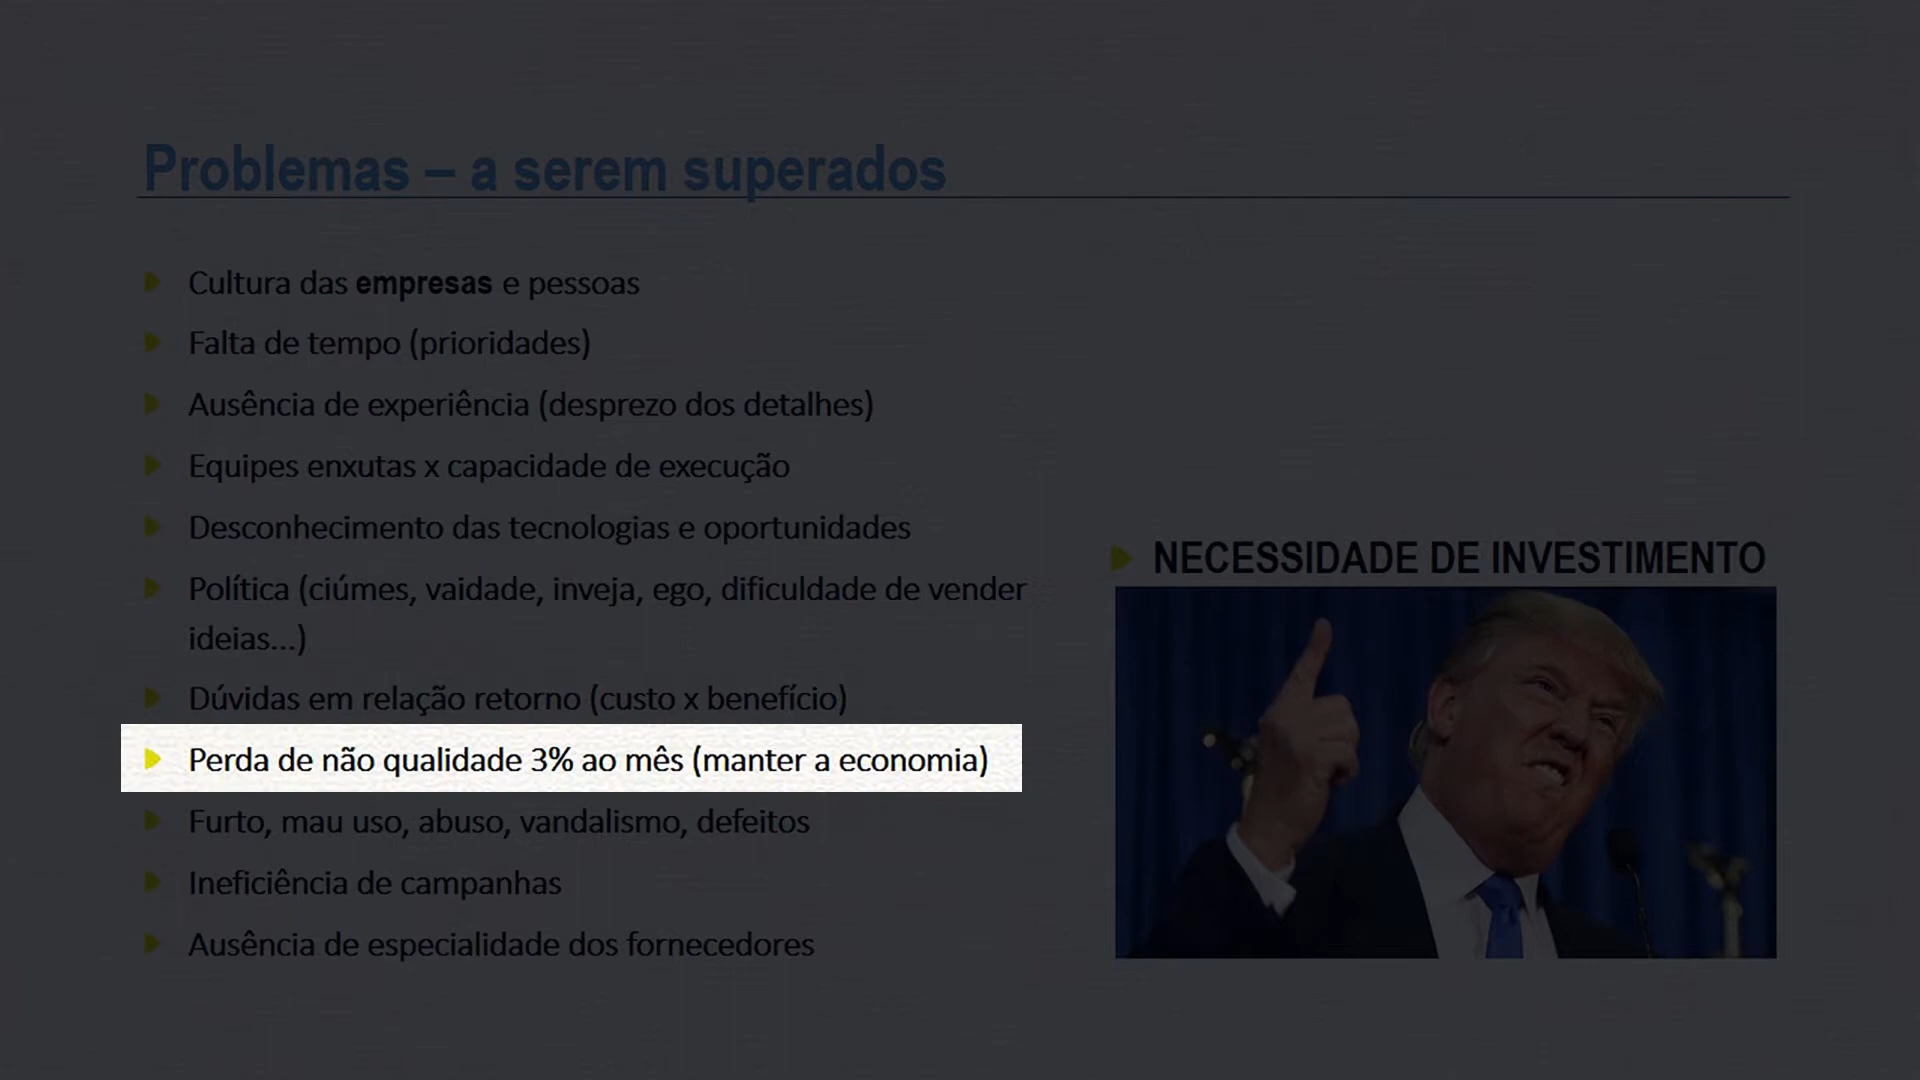 Problemas – a serem superados
Cultura das empresas e pessoas
Falta de tempo (prioridades)
Ausência de experiência (desprezo dos detalhes)
Equipes enxutas x capacidade de execução
Desconhecimento das tecnologias e oportunidades
Política (ciúmes, vaidade, inveja, ego, dificuldade de vender
ideias...)
Dúvidas em relação retorno (custo x benefício)
Perda de não qualidade 3% ao mês (manter a economia)
Furto, mau uso, abuso, vandalismo, defeitos
Ineficiência de campanhas
Ausência de especialidade dos fornecedores
NECESSIDADE DE INVESTIMENTO